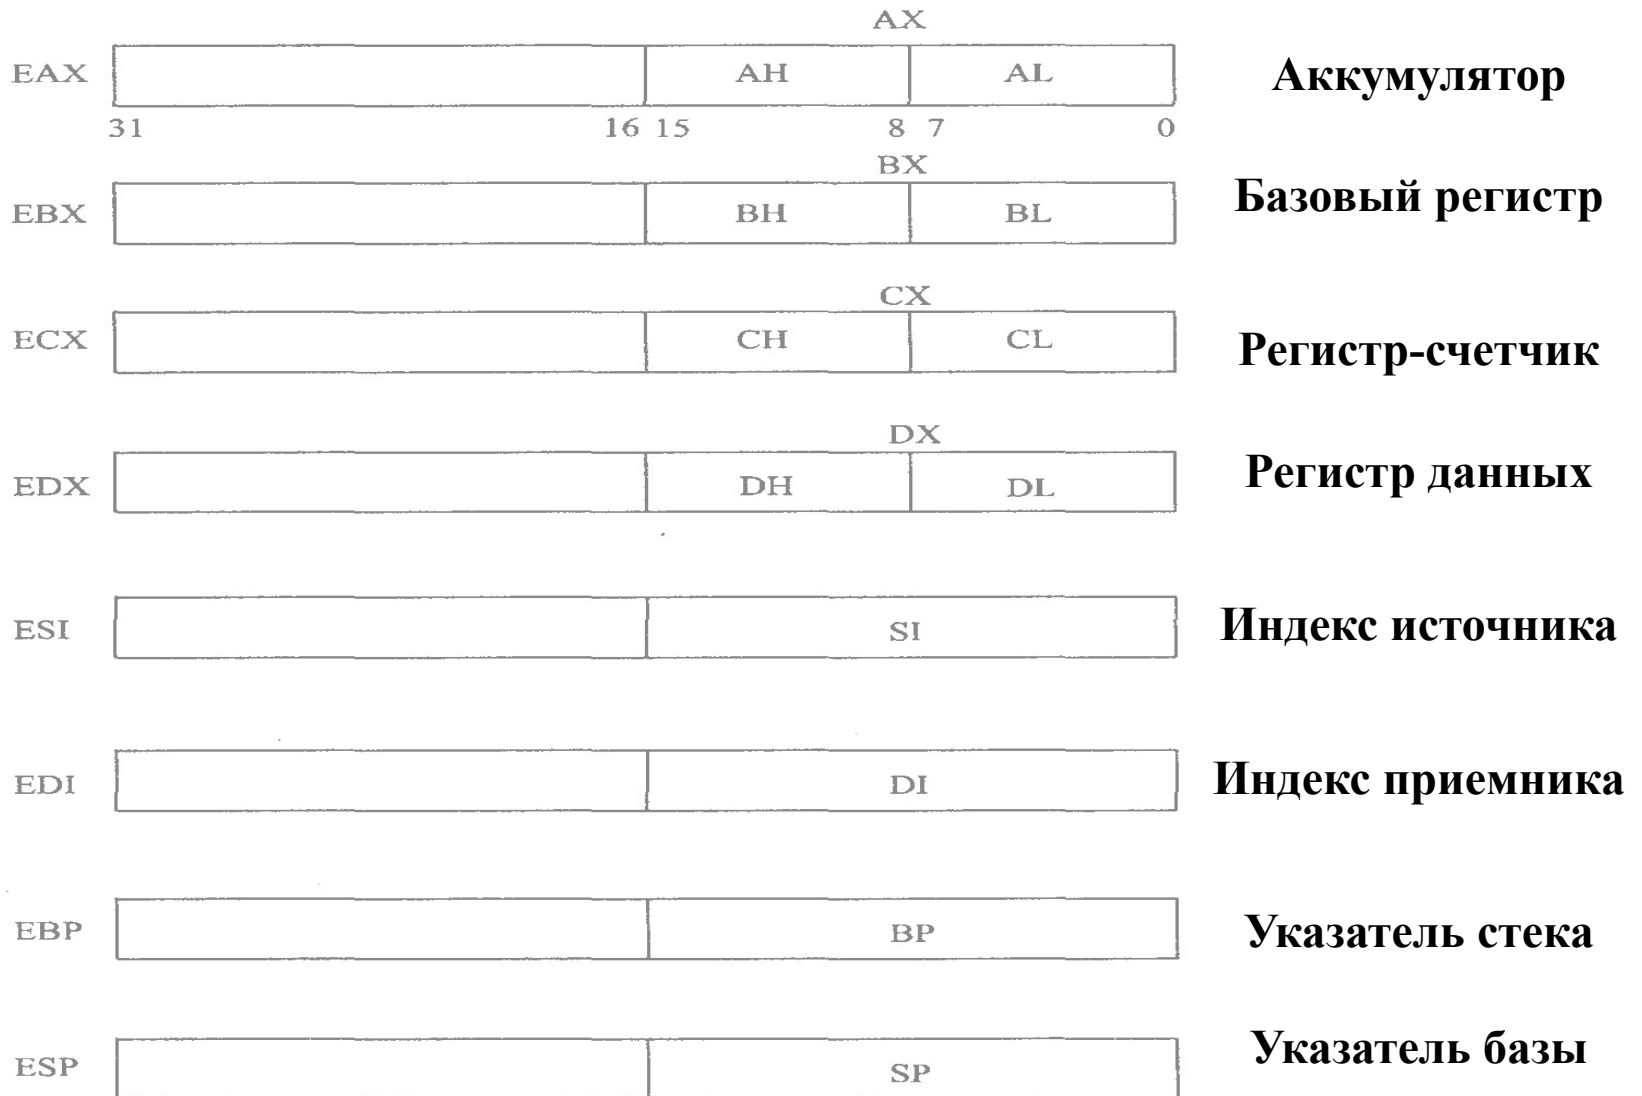 AX
EAX AH AL Аккумулятор
31 16 15 8 7 0
BX
EBX BH BL Базовый регистр
CX
ECX CH CL Регистр-счетчик
DX
EDX DH DL Регистр данных
ESI SI Индекс источника
EDI DI Индекс приемника
EBP BP Указатель стека
ESP SP Указатель базы